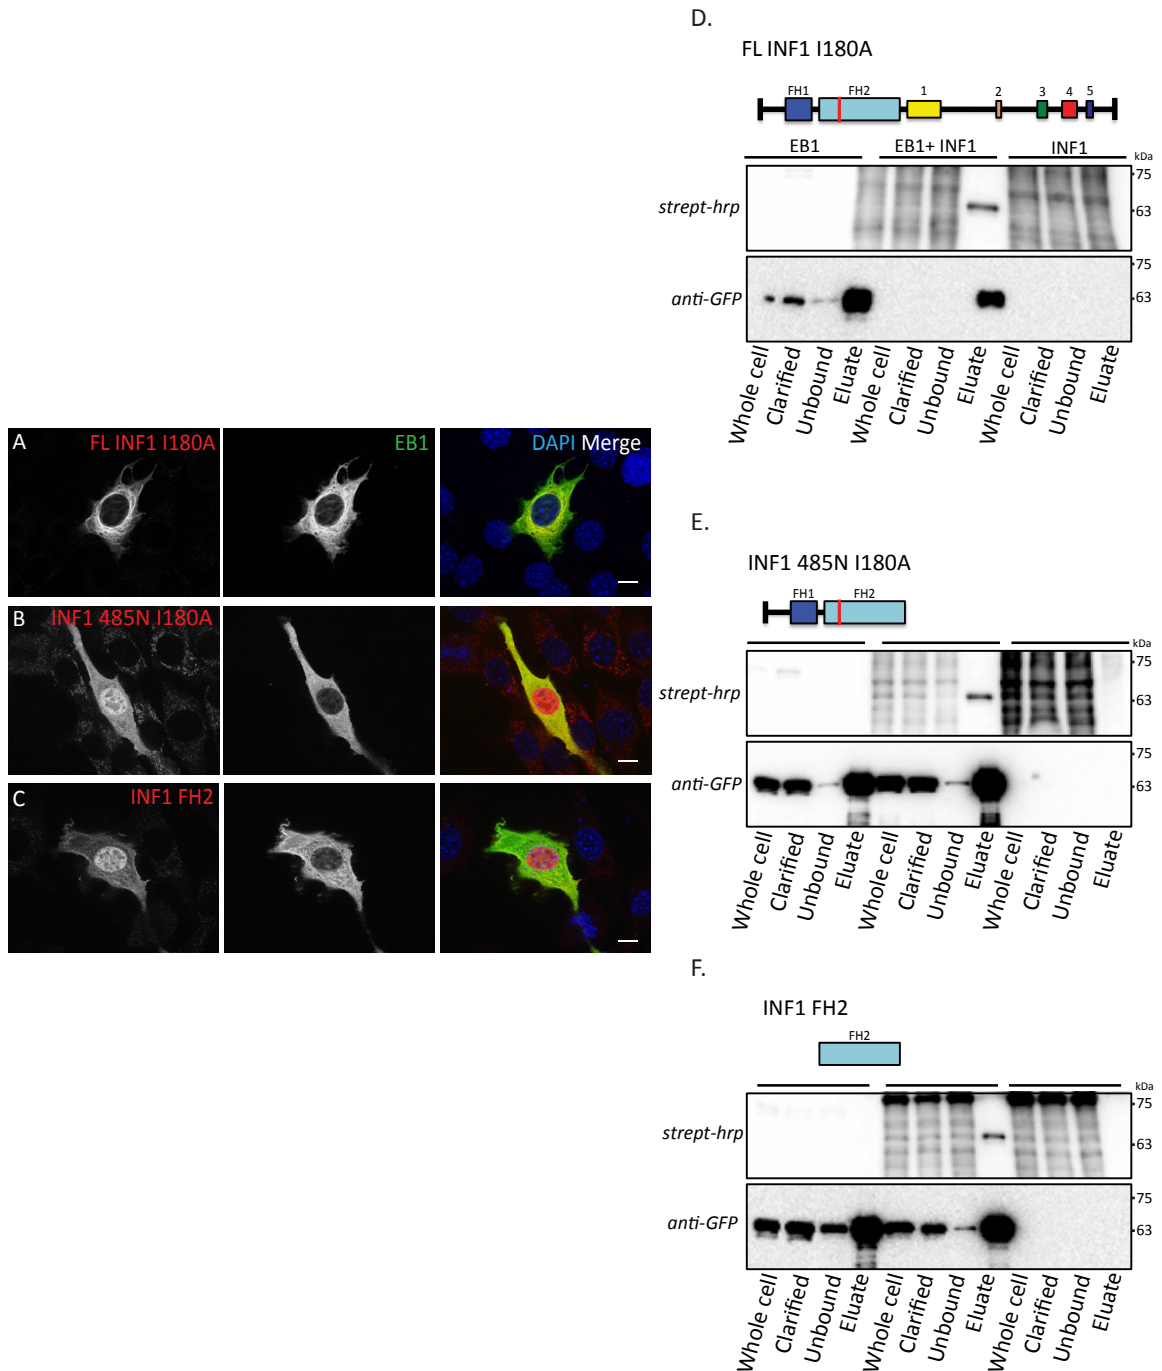 A
FL INF1 I180A
EB1
DAPI Merge
B
INF1 485N I180A
C
INF1 FH2
D.
FL INF1 I180A
FH1
FH2
1
2
3
4
5
EB1
EB1+ INF1
INF1
kDa
strept-hrp
75
63
anti-GFP
75
63
Whole cell
Clarified
Unbound
Eluate
Whole cell
Clarified
Unbound
Eluate
Whole cell
Clarified
Unbound
Eluate
E.
INF1 485N I180A
FH1
FH2
kDa
strept-hrp
75
63
anti-GFP
75
63
Whole cell
Clarified
Unbound
Eluate
Whole cell
Clarified
Unbound
Eluate
Whole cell
Clarified
Unbound
Eluate
F.
INF1 FH2
FH2
kDa
strept-hrp
75
63
anti-GFP
75
63
Whole cell
Clarified
Unbound
Eluate
Whole cell
Clarified
Unbound
Eluate
Whole cell
Clarified
Unbound
Eluate